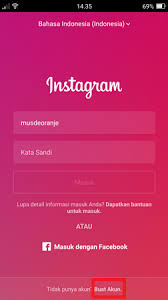 14.35
69%
Bahasa Indonesia (Indonesia)
Instagram
musdeoranje
Kata Sandi
Masuk
Lupa detail informasi masuk Anda? Dapatkan bantuan
untuk masuk.
ATAU
Masuk dengan Facebook
Tidak punya akun? Buat Akun.